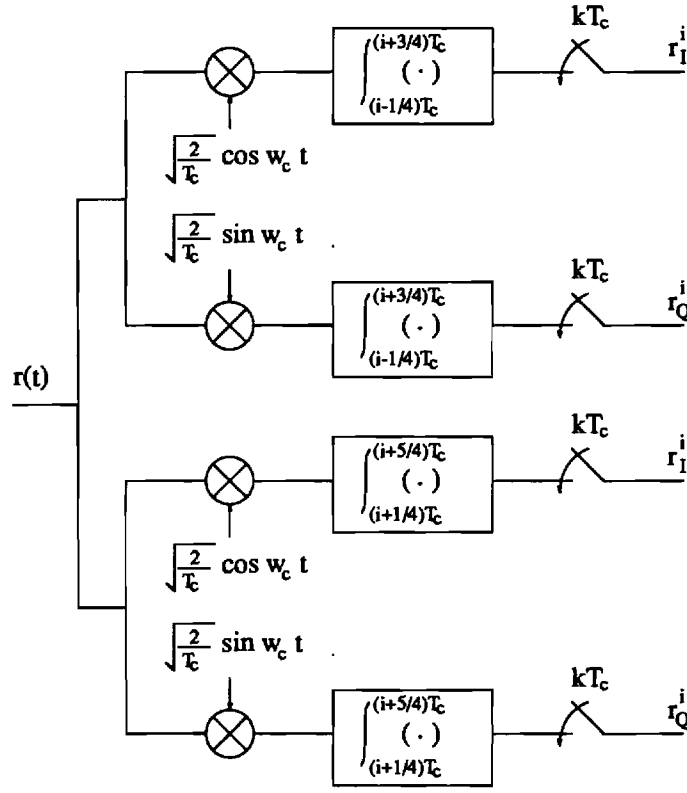 kT_c
r_I^i
∫_{(i-1/4)T_c}^{(i+3/4)T_c} (·)
√(2/T_c) cos w_c t
√(2/T_c) sin w_c t
kT_c
r_Q^i
∫_{(i-1/4)T_c}^{(i+3/4)T_c} (·)
r(t)
kT_c
r_I^i
∫_{(i+1/4)T_c}^{(i+5/4)T_c} (·)
√(2/T_c) cos w_c t
√(2/T_c) sin w_c t
kT_c
r_Q^i
∫_{(i+1/4)T_c}^{(i+5/4)T_c} (·)